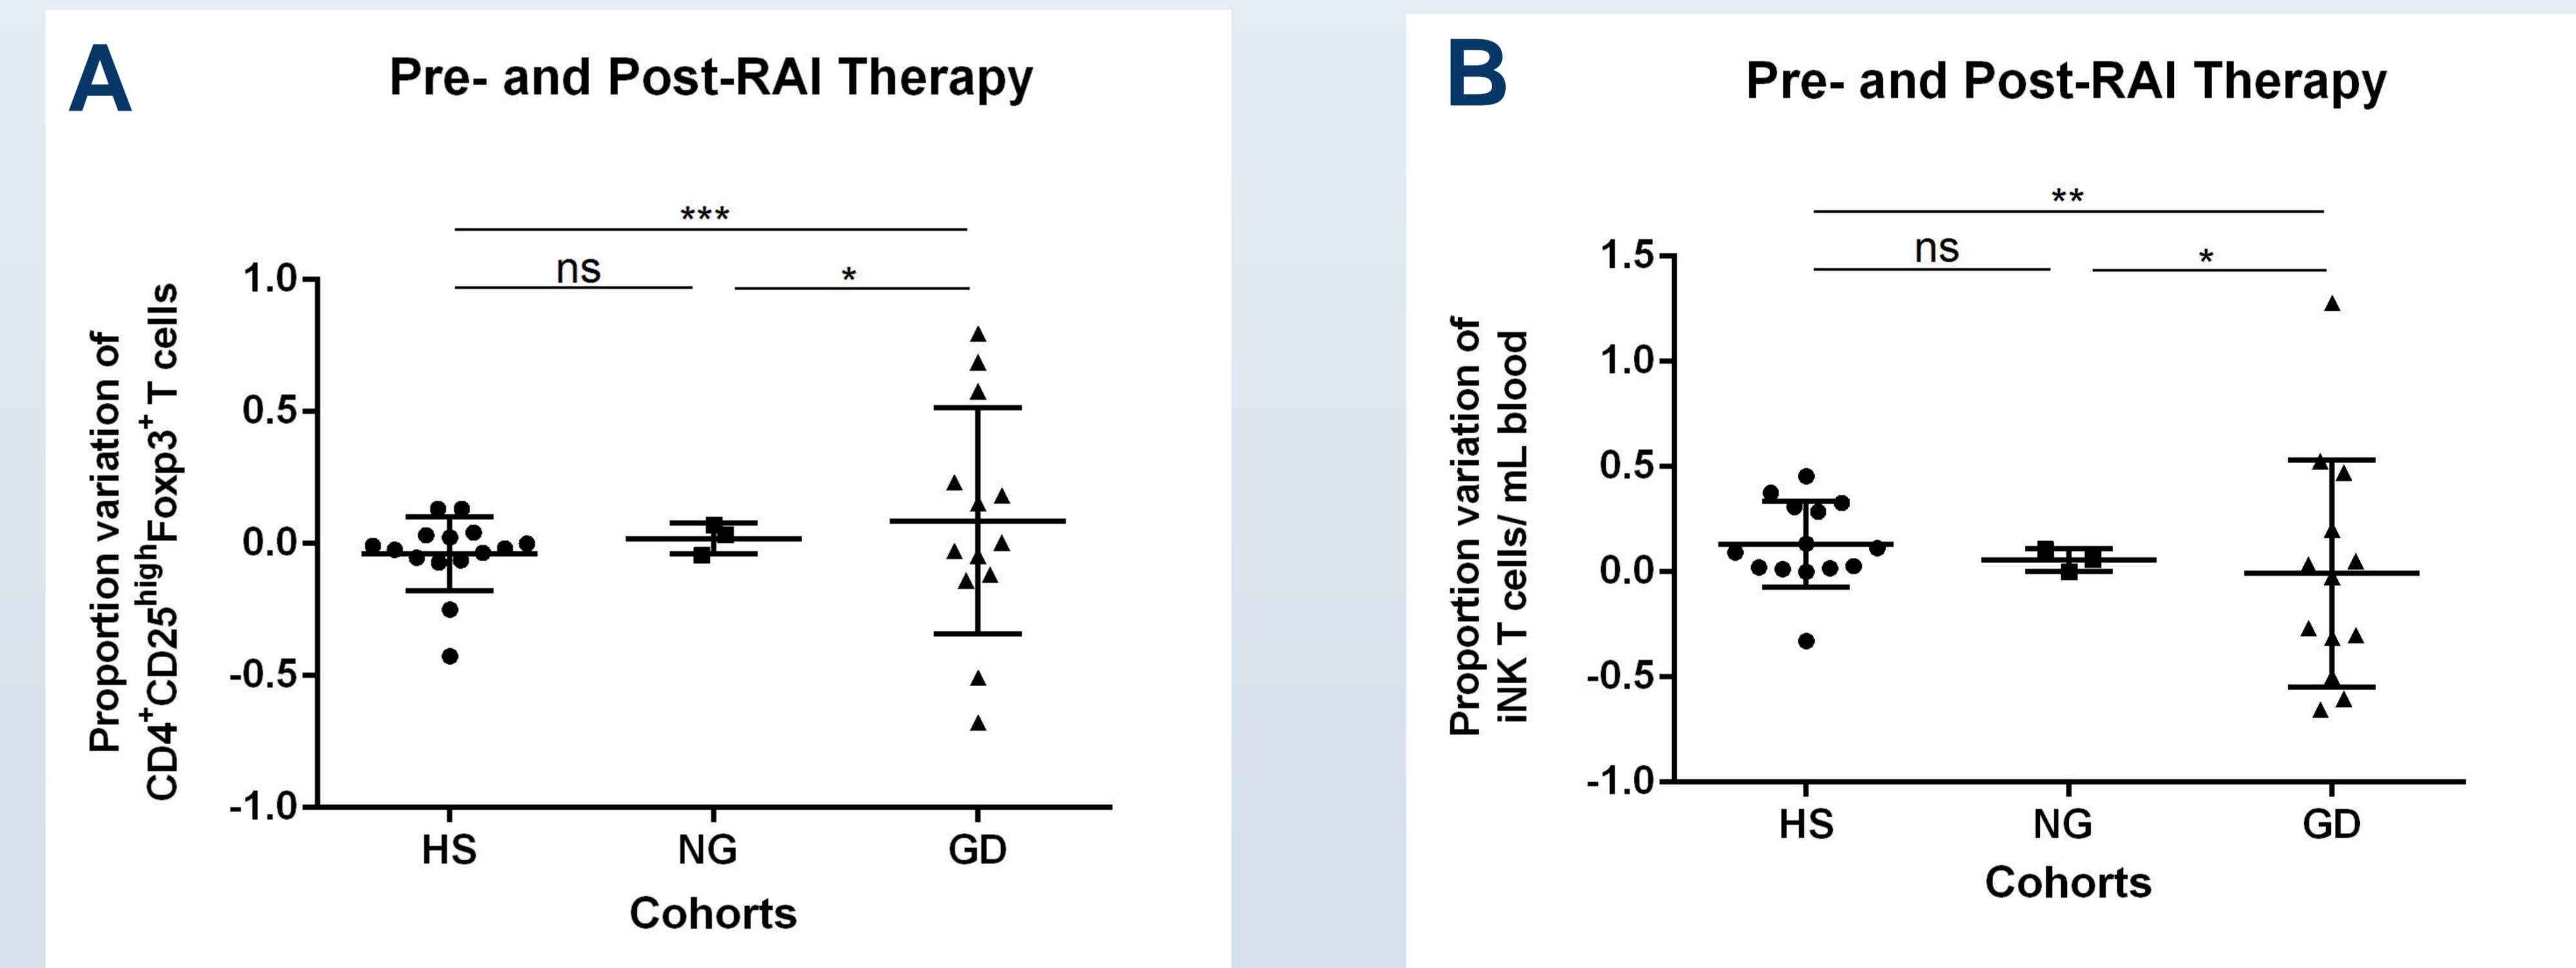 A
Pre- and Post-RAI Therapy
***
ns
*
Proportion variation of
CD4+CD25highFoxp3+ T cells
1.0
0.5
0.0
-0.5
-1.0
HS
NG
GD
Cohorts
B
Pre- and Post-RAI Therapy
**
ns
*
Proportion variation of
iNK T cells/ mL blood
1.5
1.0
0.5
0.0
-0.5
-1.0
HS
NG
GD
Cohorts